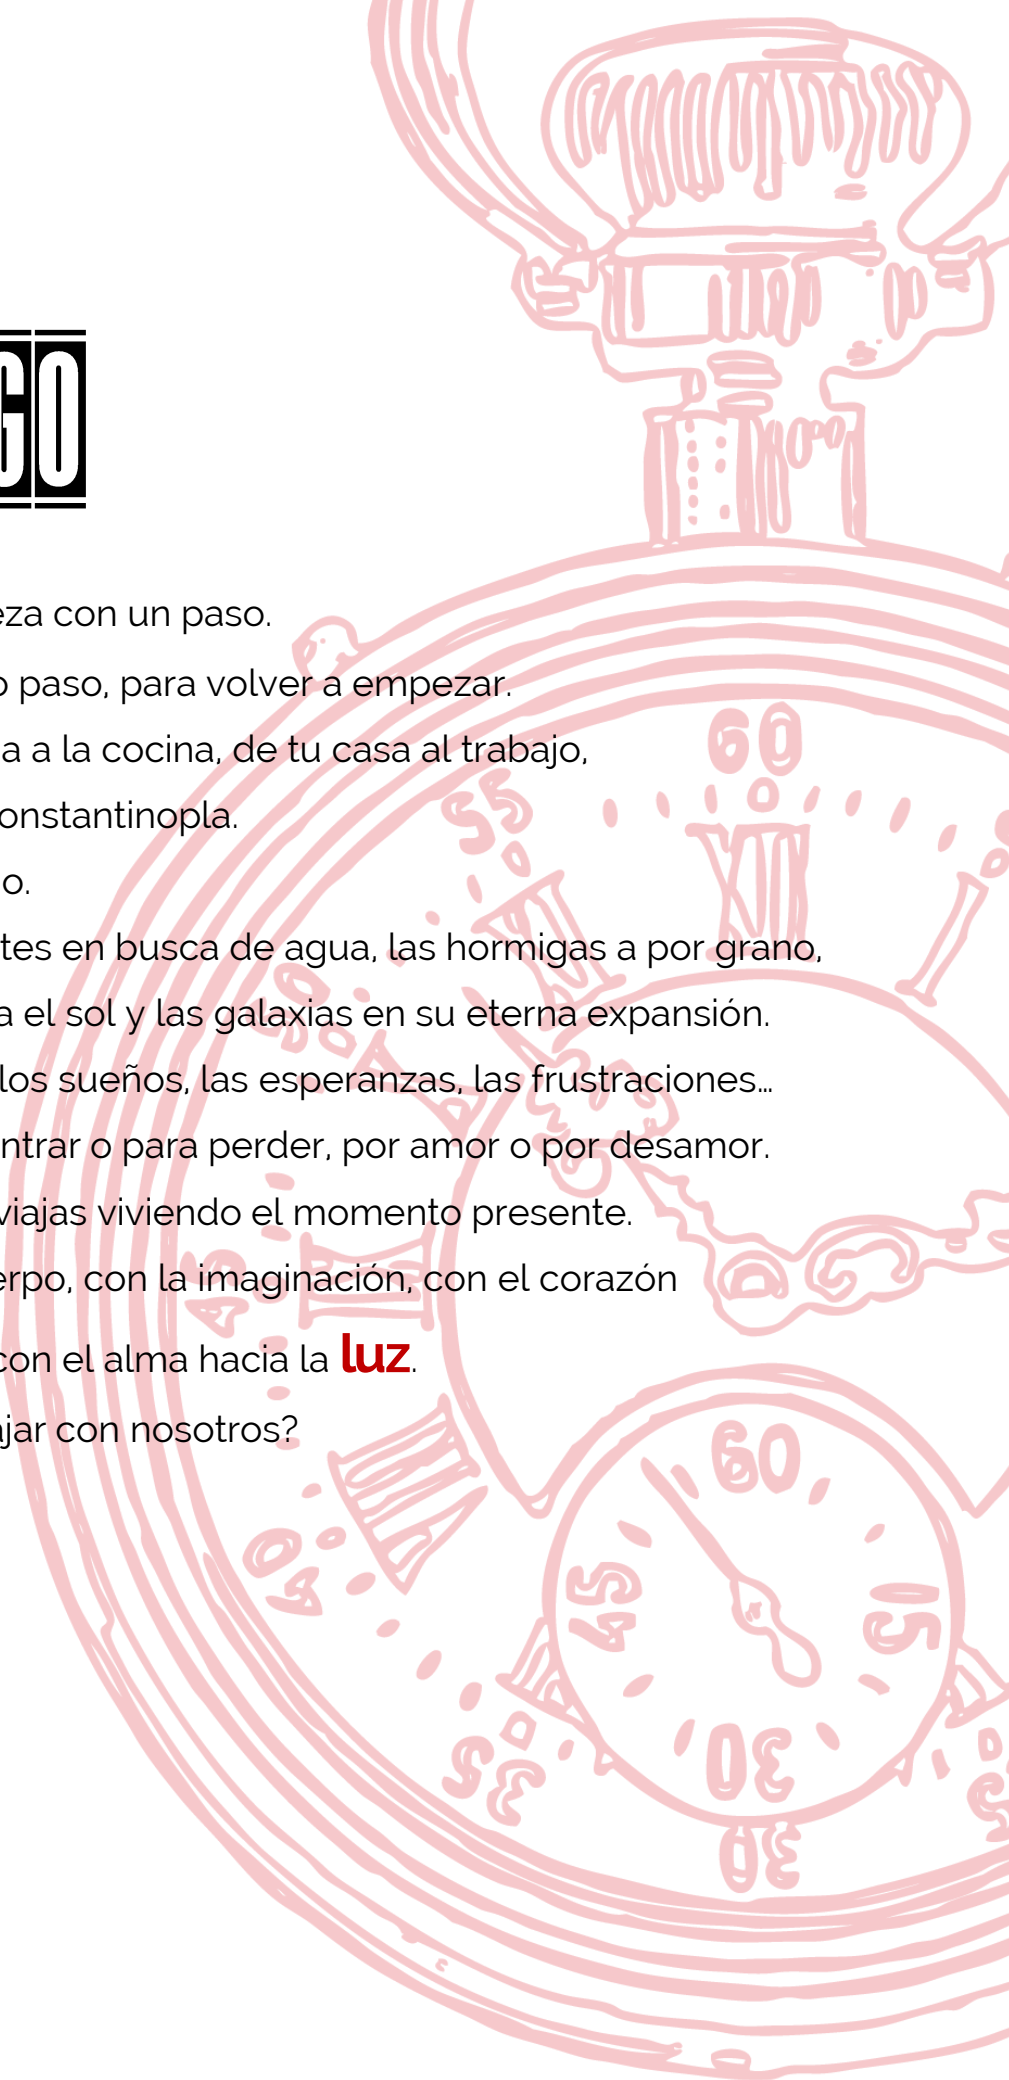 GO
eza con un paso.
o paso, para volver a empezar.
a a la cocina, de tu casa al trabajo,
onstantinopla.
o.
tes en busca de agua, las hormigas a por grano,
a el sol y las galaxias en su eterna expansión.
los sueños, las esperanzas, las frustraciones...
ntrar o para perder, por amor o por desamor.
viajas viviendo el momento presente.
erpo, con la imaginación, con el corazón
con el alma hacia la luz.
ajar con nosotros?
60
55
50
45
40
35
30
60
45
15
30
XII